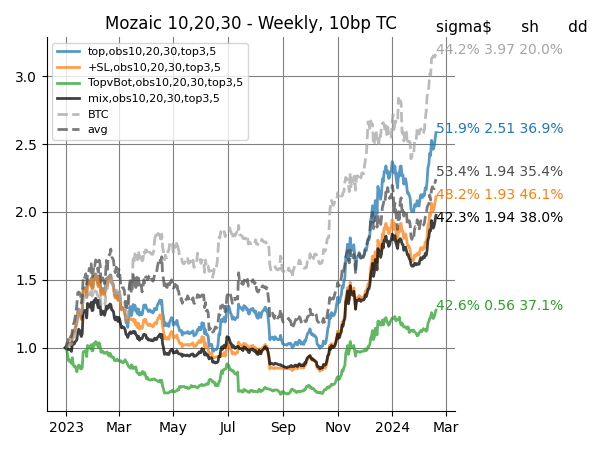 Mozaic 10,20,30 - Weekly, 10bp TC
sigma$ sh dd
top,obs10,20,30,top3,5
+SL,obs10,20,30,top3,5
TopvBot,obs10,20,30,top3,5
mix,obs10,20,30,top3,5
BTC
avg
44.2% 3.97 20.0%
51.9% 2.51 36.9%
53.4% 1.94 35.4%
48.2% 1.93 46.1%
42.3% 1.94 38.0%
42.6% 0.56 37.1%
3.0
2.5
2.0
1.5
1.0
2023 Mar May Jul Sep Nov 2024 Mar